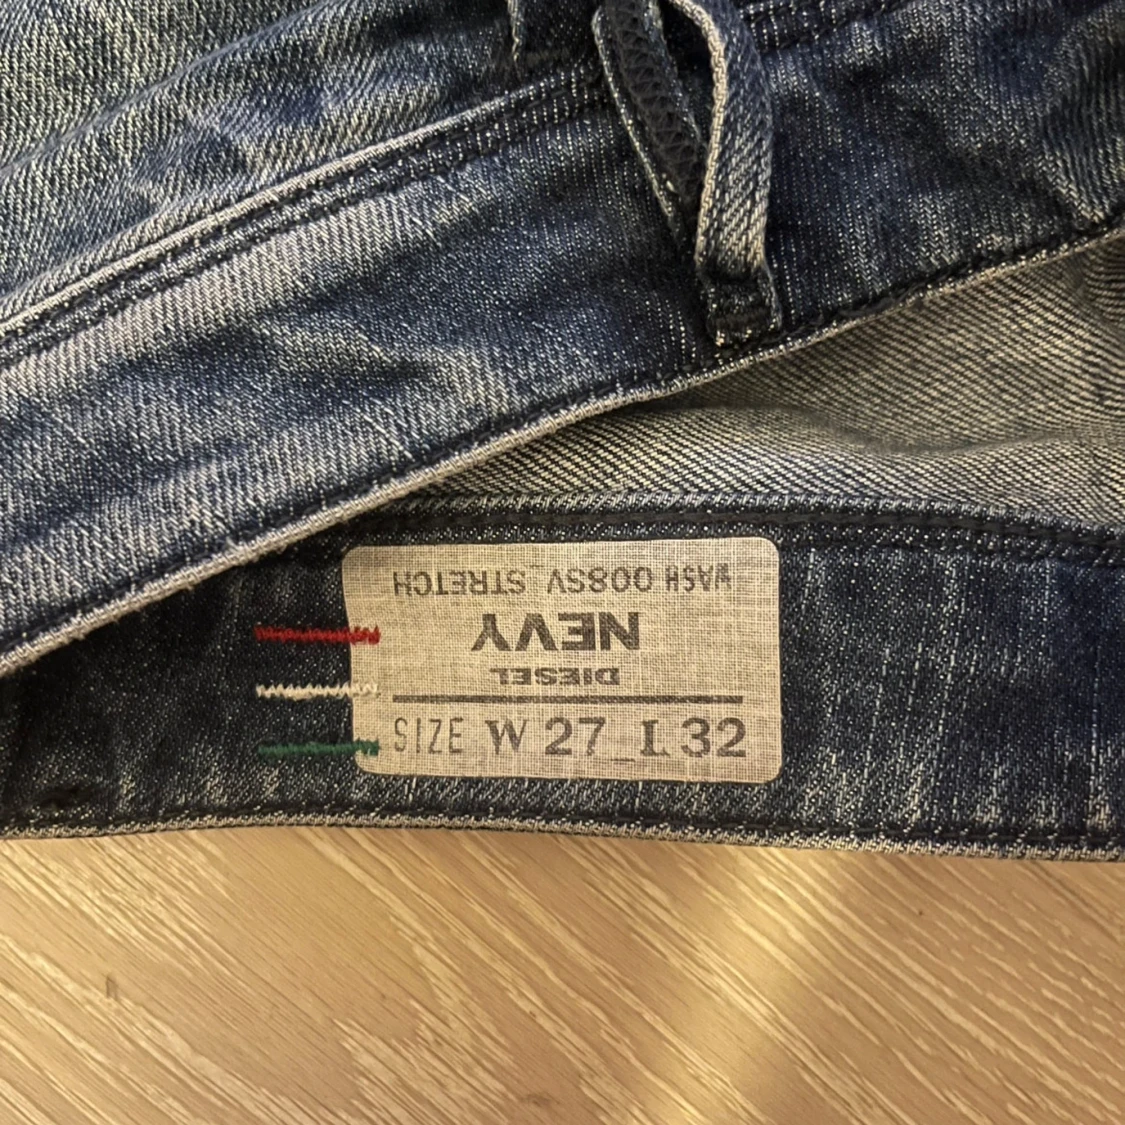 WASH 008SV_STRETCH
NEVY
DIESEL
SIZE W 27_L 32